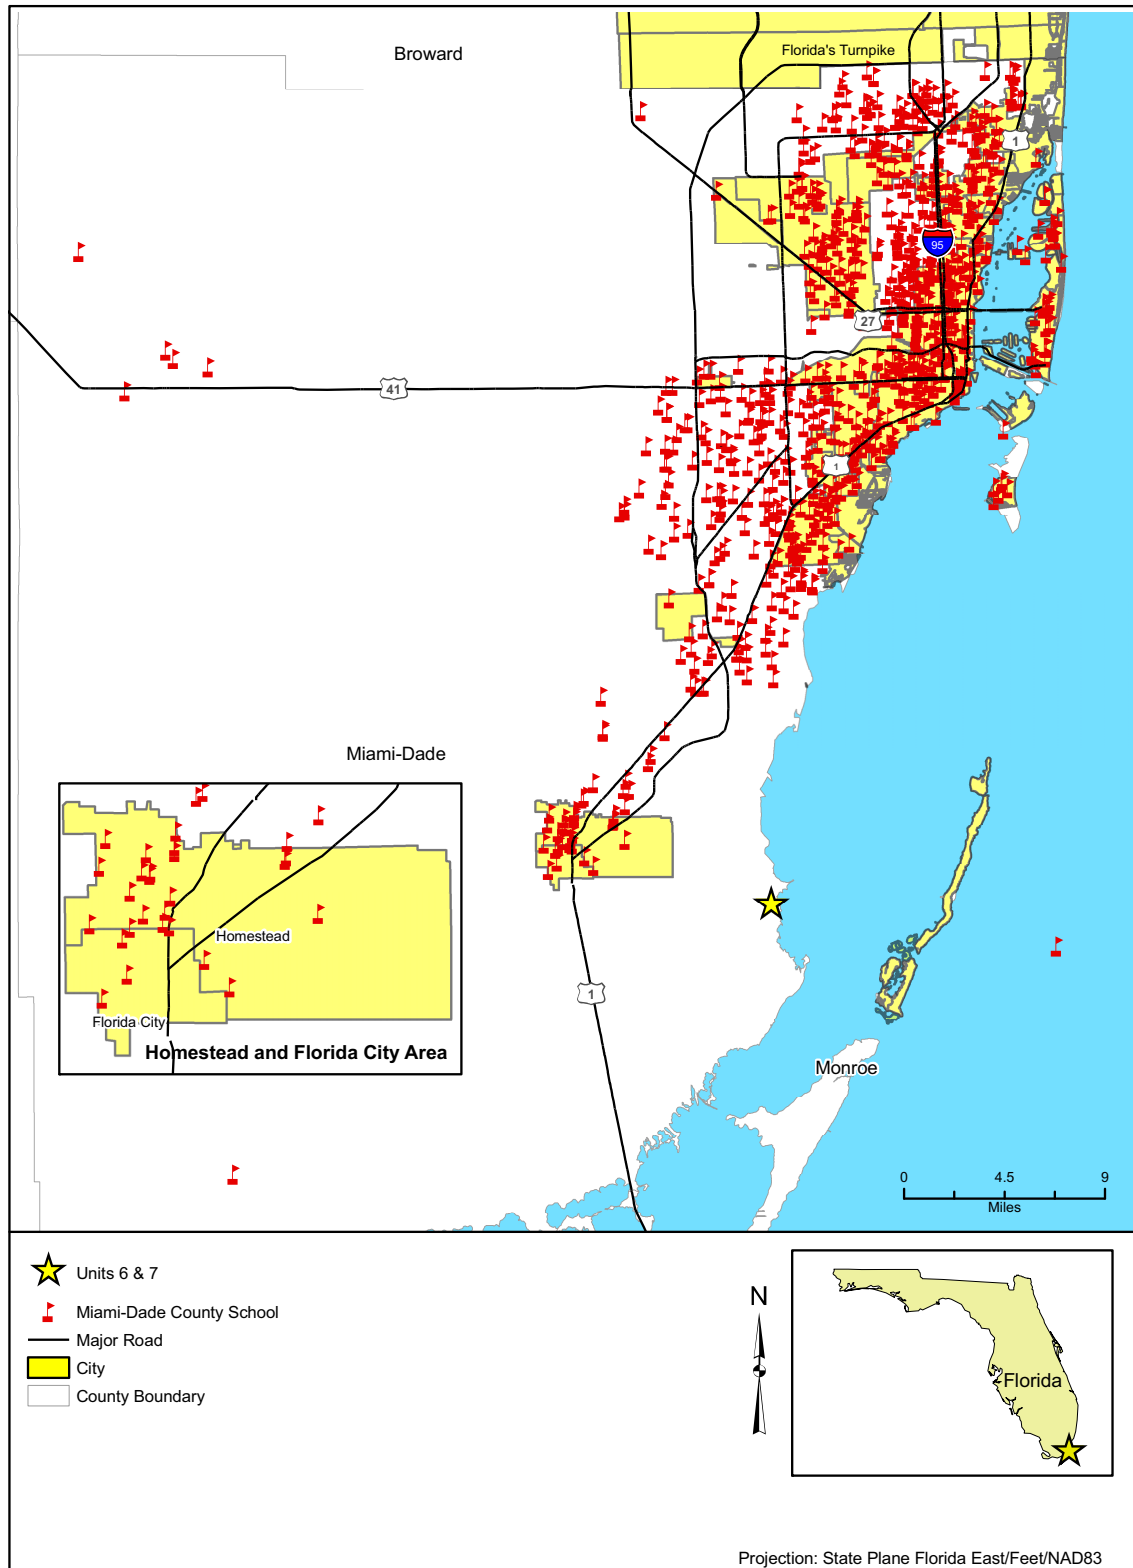 Broward
Florida's Turnpike
1
95
27
41
1
Miami-Dade
Homestead
Florida City
Homestead and Florida City Area
1
Monroe
0 4.5 9
Miles
Units 6 & 7
Miami-Dade County School
Major Road
City
County Boundary
N
Florida
Projection: State Plane Florida East/Feet/NAD83